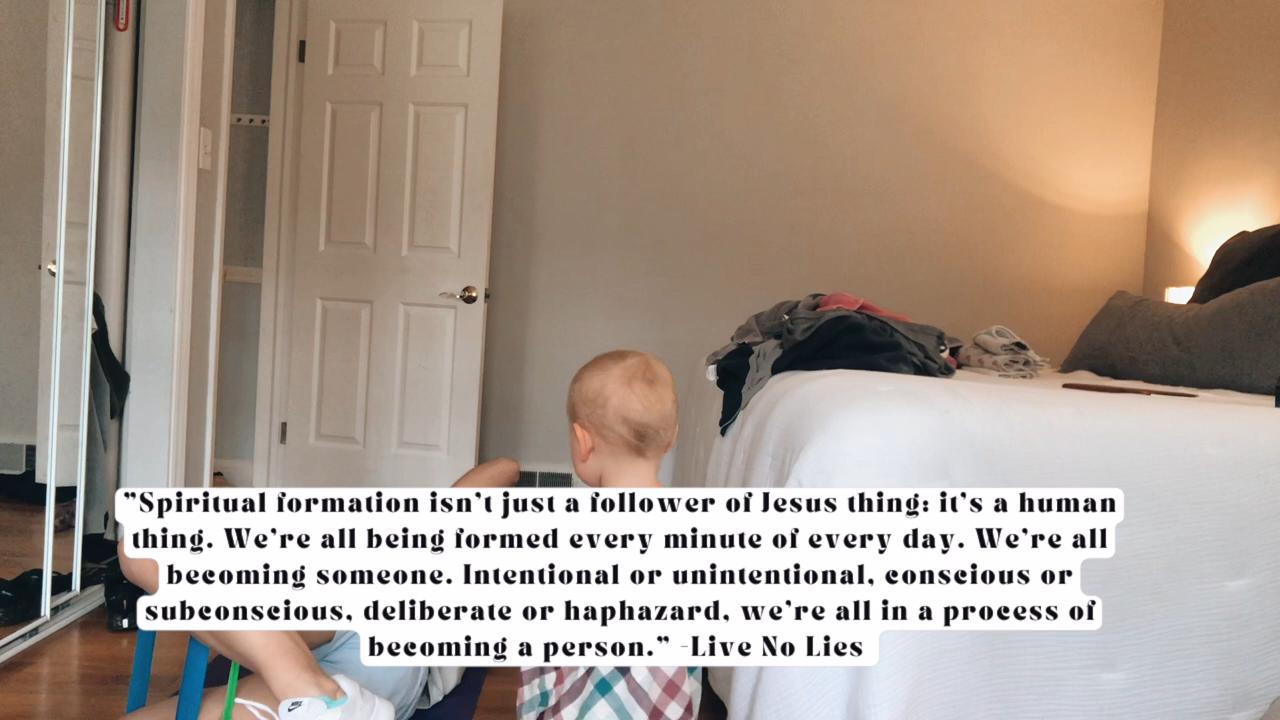 "Spiritual formation isn't just a follower of Jesus thing: it's a human
thing. We're all being formed every minute of every day. We're all
becoming someone. Intentional or unintentional, conscious or
subconscious, deliberate or haphazard, we're all in a process of
becoming a person." -Live No Lies